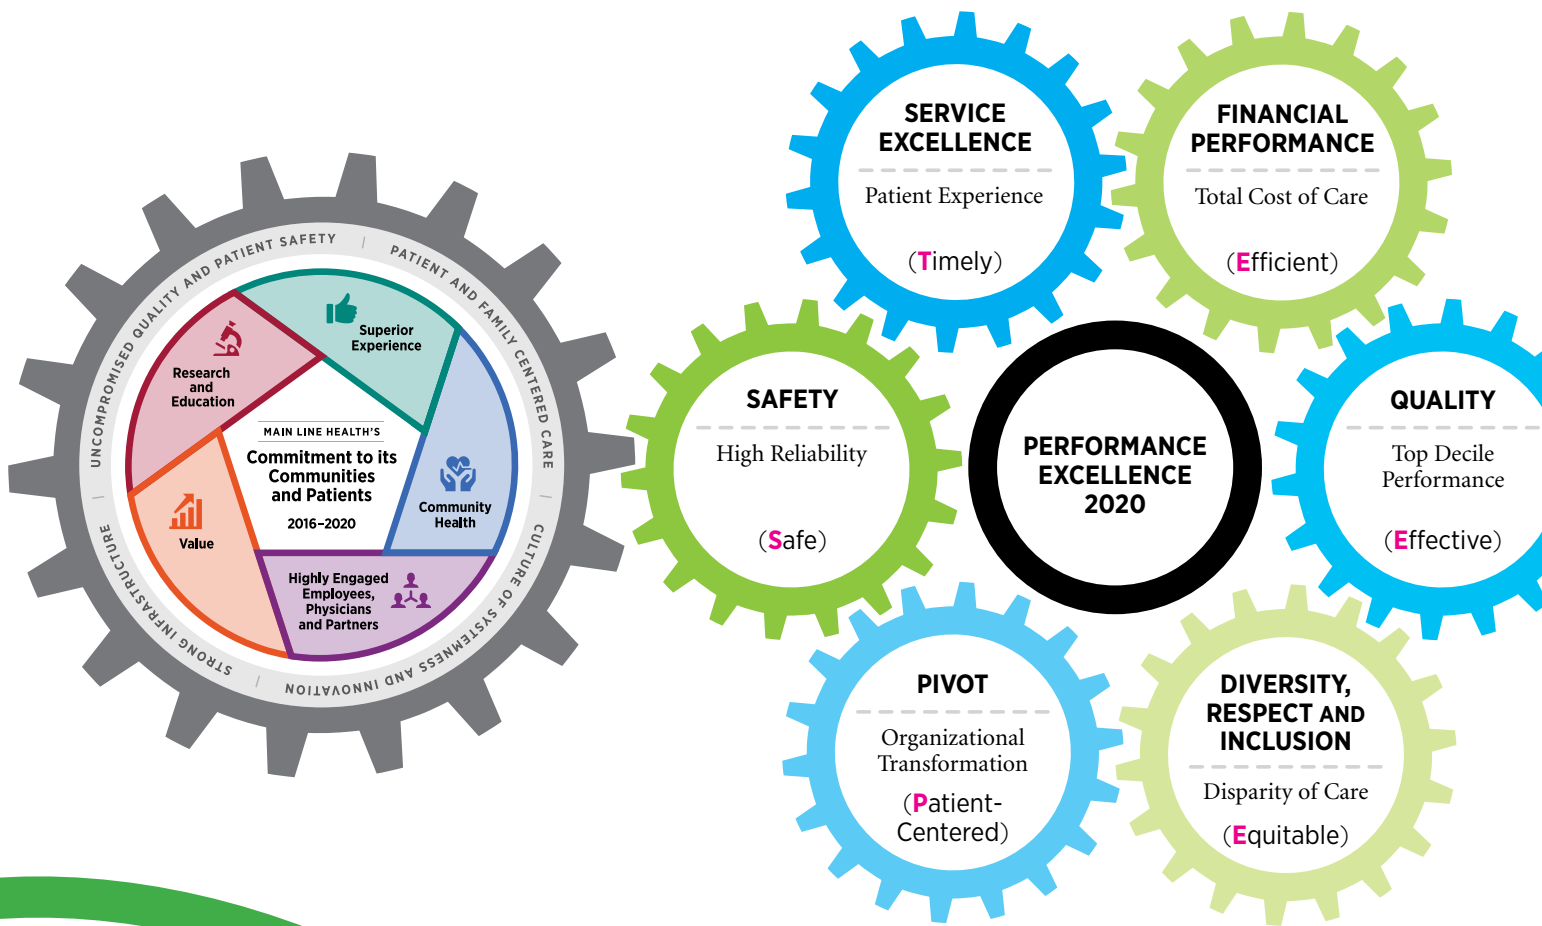 UNCOMPROMISED QUALITY AND PATIENT SAFETY
PATIENT AND FAMILY CENTERED CARE
CULTURE OF SYSTEMNESS AND INNOVATION
STRONG INFRASTRUCTURE
Superior
Experience
Research
and
Education
MAIN LINE HEALTH'S
Commitment to its
Communities
and Patients
2016–2020
Community
Health
Value
Highly Engaged
Employees,
Physicians
and Partners
SERVICE
EXCELLENCE
Patient Experience
(Timely)
FINANCIAL
PERFORMANCE
Total Cost of Care
(Efficient)
SAFETY
High Reliability
(Safe)
PERFORMANCE
EXCELLENCE
2020
QUALITY
Top Decile
Performance
(Effective)
PIVOT
Organizational
Transformation
(Patient-
Centered)
DIVERSITY,
RESPECT AND
INCLUSION
Disparity of Care
(Equitable)